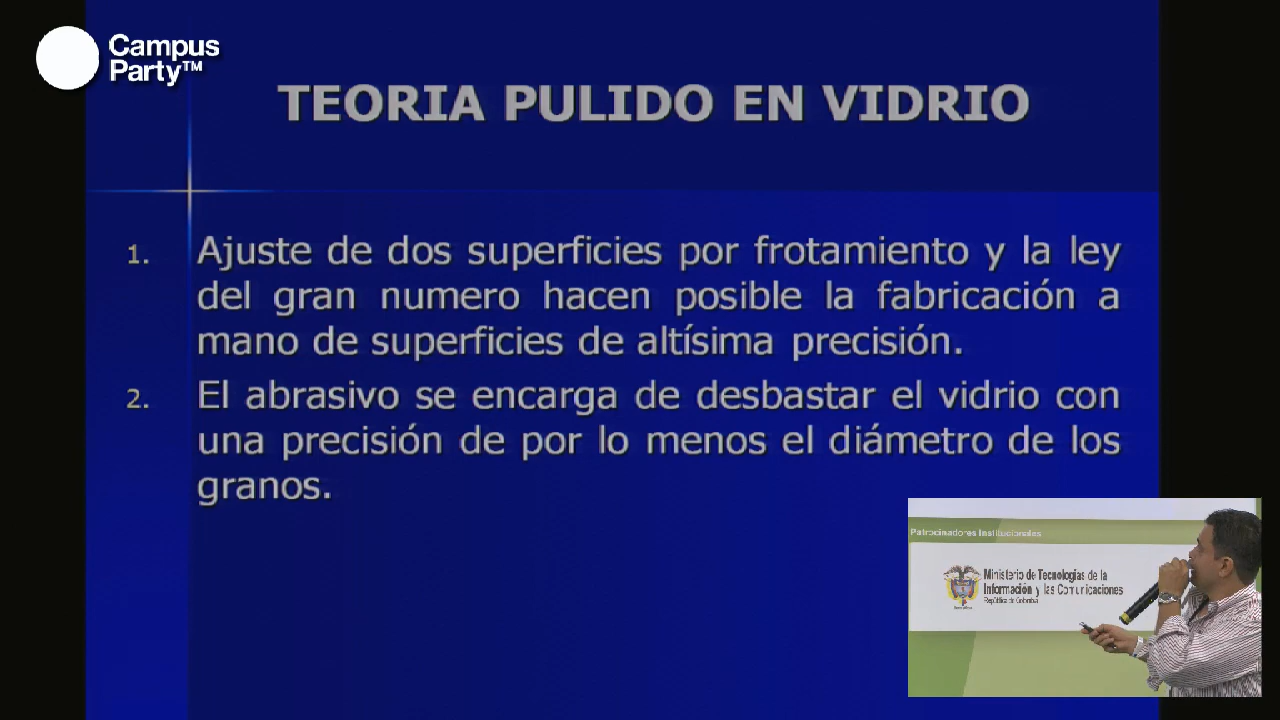 Campus
Party™
TEORIA PULIDO EN VIDRIO
1. Ajuste de dos superficies por frotamiento y la ley
del gran numero hacen posible la fabricación a
mano de superficies de altísima precisión.
2. El abrasivo se encarga de desbastar el vidrio con
una precisión de por lo menos el diámetro de los
granos.
Patrocinadores Institucionales
Ministerio de Tecnologías de la
Información y las Comunicaciones
República de Colombia